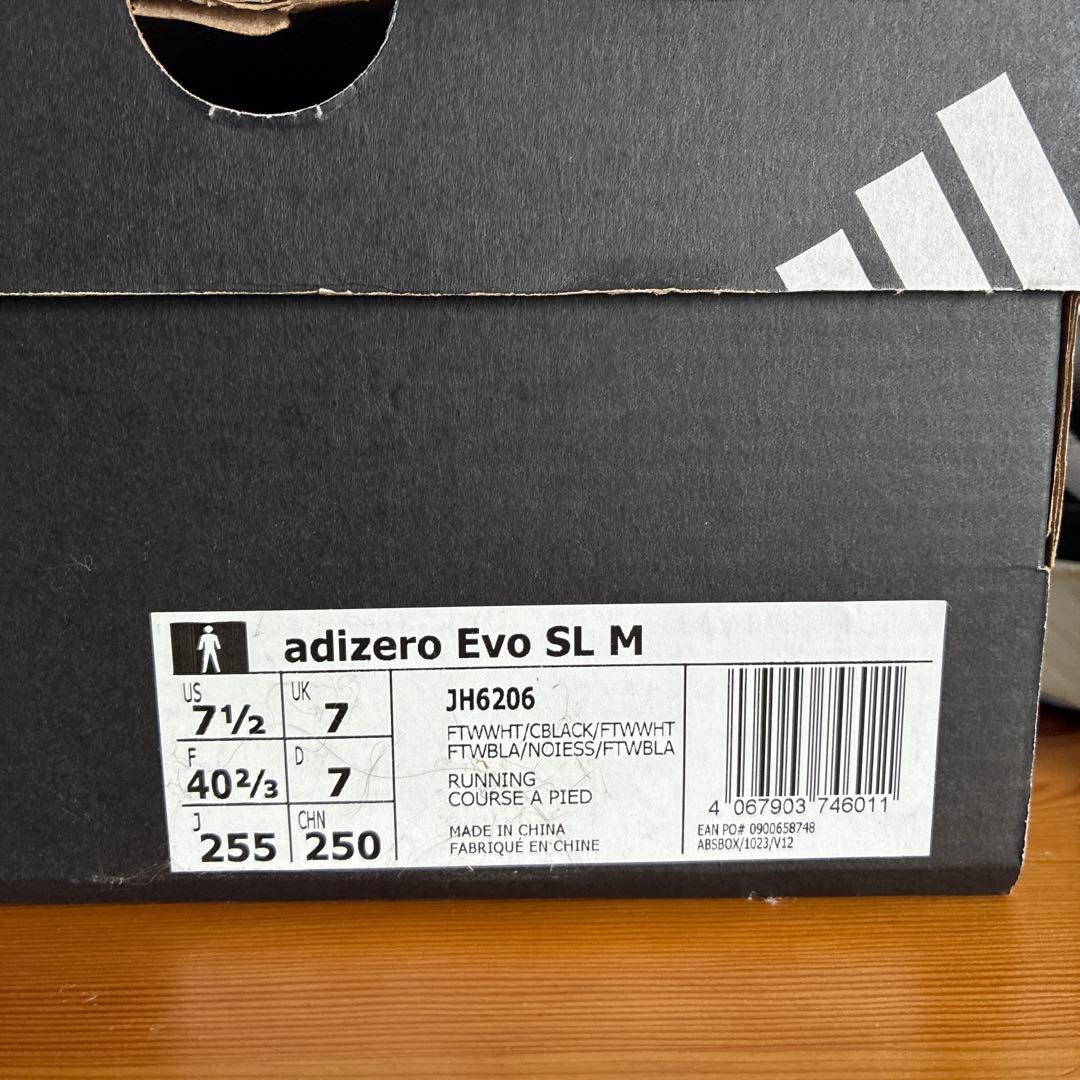 adizero Evo SL M
US
7½
UK
7
F
40⅔
D
7
J
255
CHN
250
JH6206
FTWWHT/CBLACK/FTWWHT
FTWBLA/NOIESS/FTWBLA
RUNNING
COURSE A PIED
MADE IN CHINA
FABRIQUÉ EN CHINE
4 067903 746011
EAN PO# 0900658748
ABSBOX/1023/V12